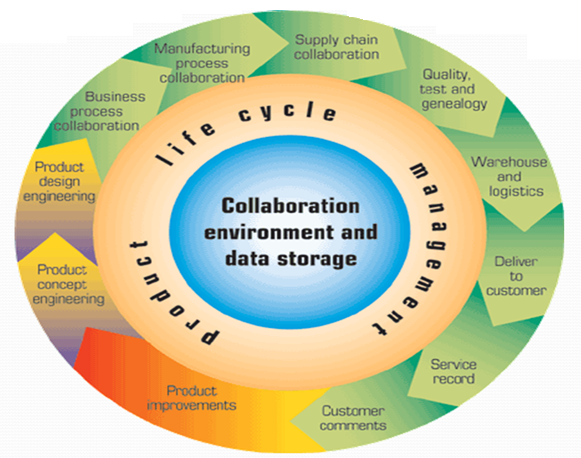 Manufacturing
process
collaboration
Supply chain
collaboration
Quality,
test and
genealogy
Warehouse
and
logistics
Deliver
to
customer
Service
record
Customer
comments
Product
improvements
Product
concept
engineering
Product
design
engineering
Business
process
collaboration
product
life cycle
management
Collaboration
environment and
data storage